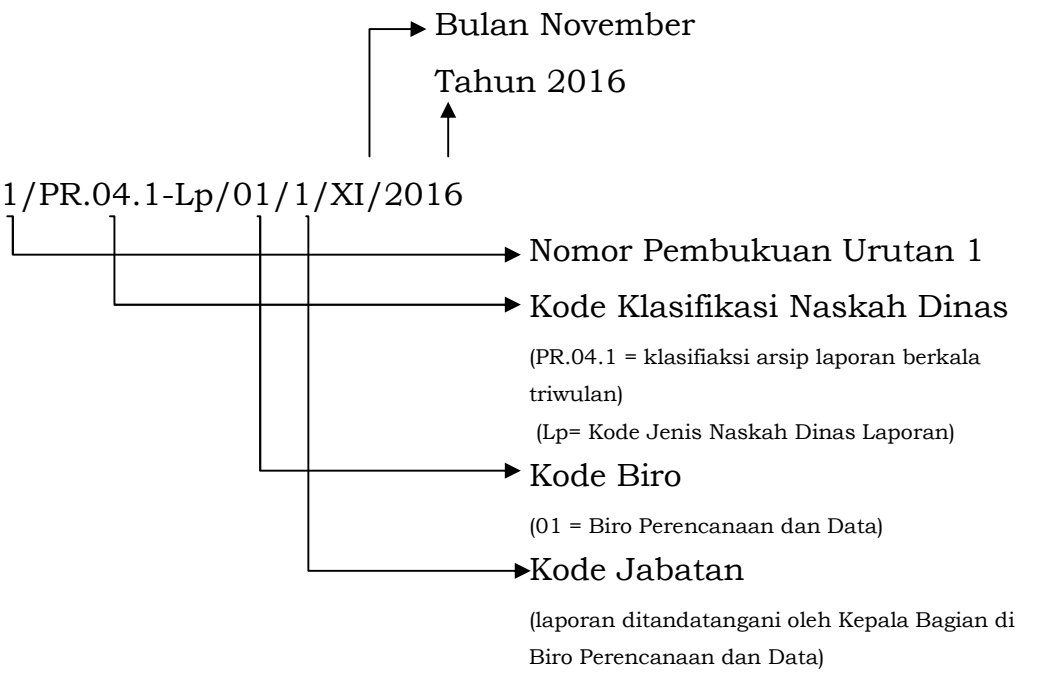 Bulan November
Tahun 2016
1/PR.04.1-Lp/01/1/XI/2016
Nomor Pembukuan Urutan 1
Kode Klasifikasi Naskah Dinas
(PR.04.1 = klasifiaksi arsip laporan berkala
triwulan)
(Lp= Kode Jenis Naskah Dinas Laporan)
Kode Biro
(01 = Biro Perencanaan dan Data)
Kode Jabatan
(laporan ditandatangani oleh Kepala Bagian di
Biro Perencanaan dan Data)